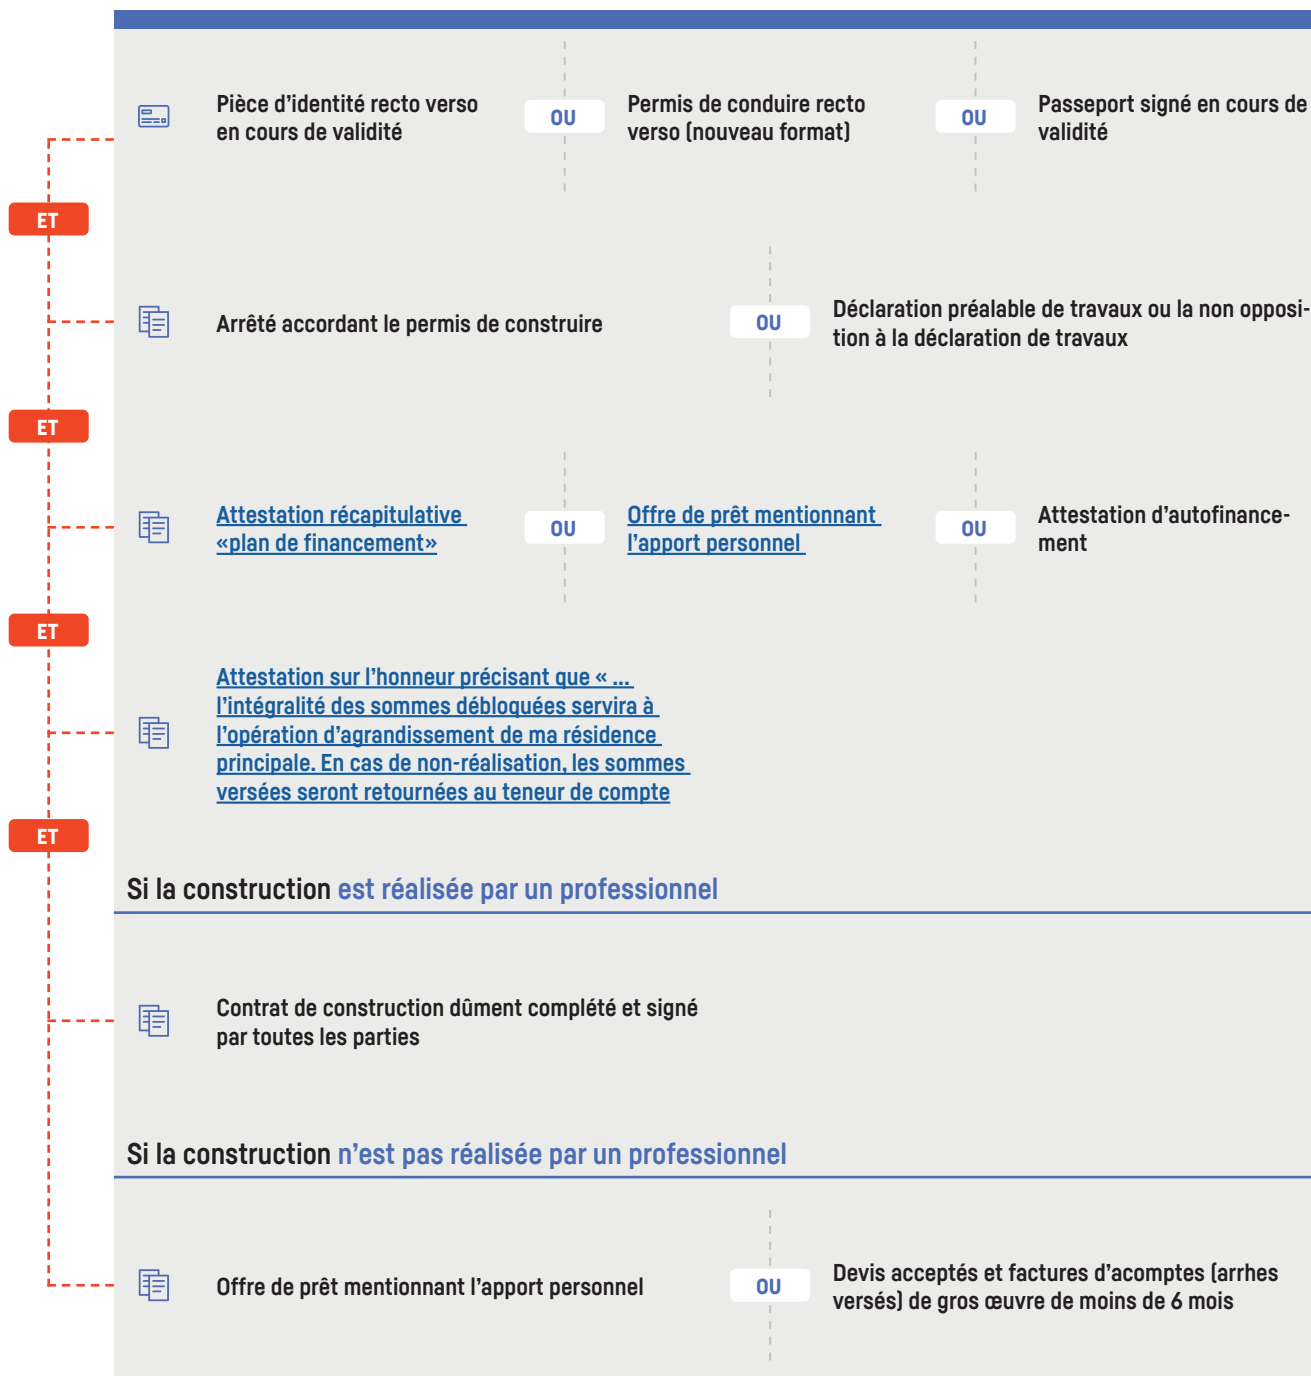 Pièce d'identité recto verso
en cours de validité
OU
Permis de conduire recto
verso (nouveau format)
OU
Passeport signé en cours de
validité
ET
Arrêté accordant le permis de construire
OU
Déclaration préalable de travaux ou la non opposi-
tion à la déclaration de travaux
ET
Attestation récapitulative
«plan de financement»
OU
Offre de prêt mentionnant
l'apport personnel
OU
Attestation d'autofinance-
ment
ET
Attestation sur l'honneur précisant que « ...
l'intégralité des sommes débloquées servira à
l'opération d'agrandissement de ma résidence
principale. En cas de non-réalisation, les sommes
versées seront retournées au teneur de compte
ET
Si la construction est réalisée par un professionnel
Contrat de construction dûment complété et signé
par toutes les parties
Si la construction n'est pas réalisée par un professionnel
Offre de prêt mentionnant l'apport personnel
OU
Devis acceptés et factures d'acomptes (arrhes
versés) de gros œuvre de moins de 6 mois